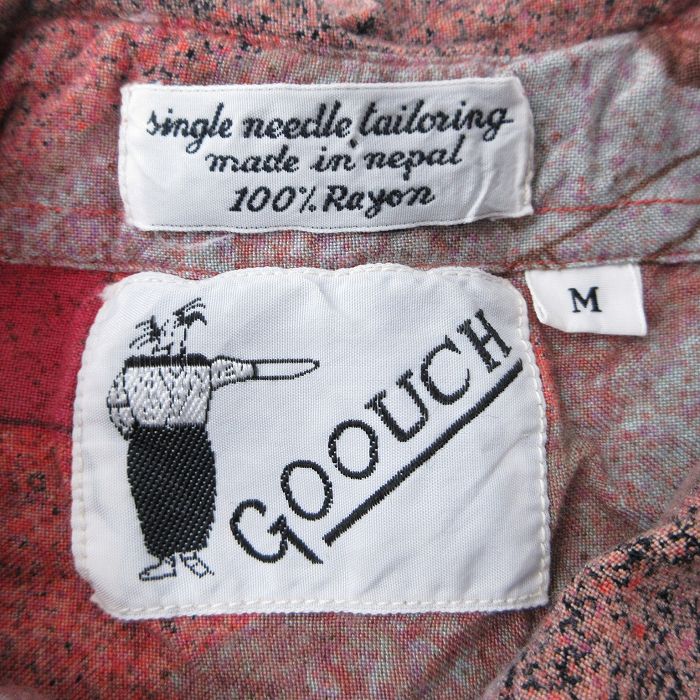 single needle tailoring
made in nepal
100% Rayon
M
GOOUCH